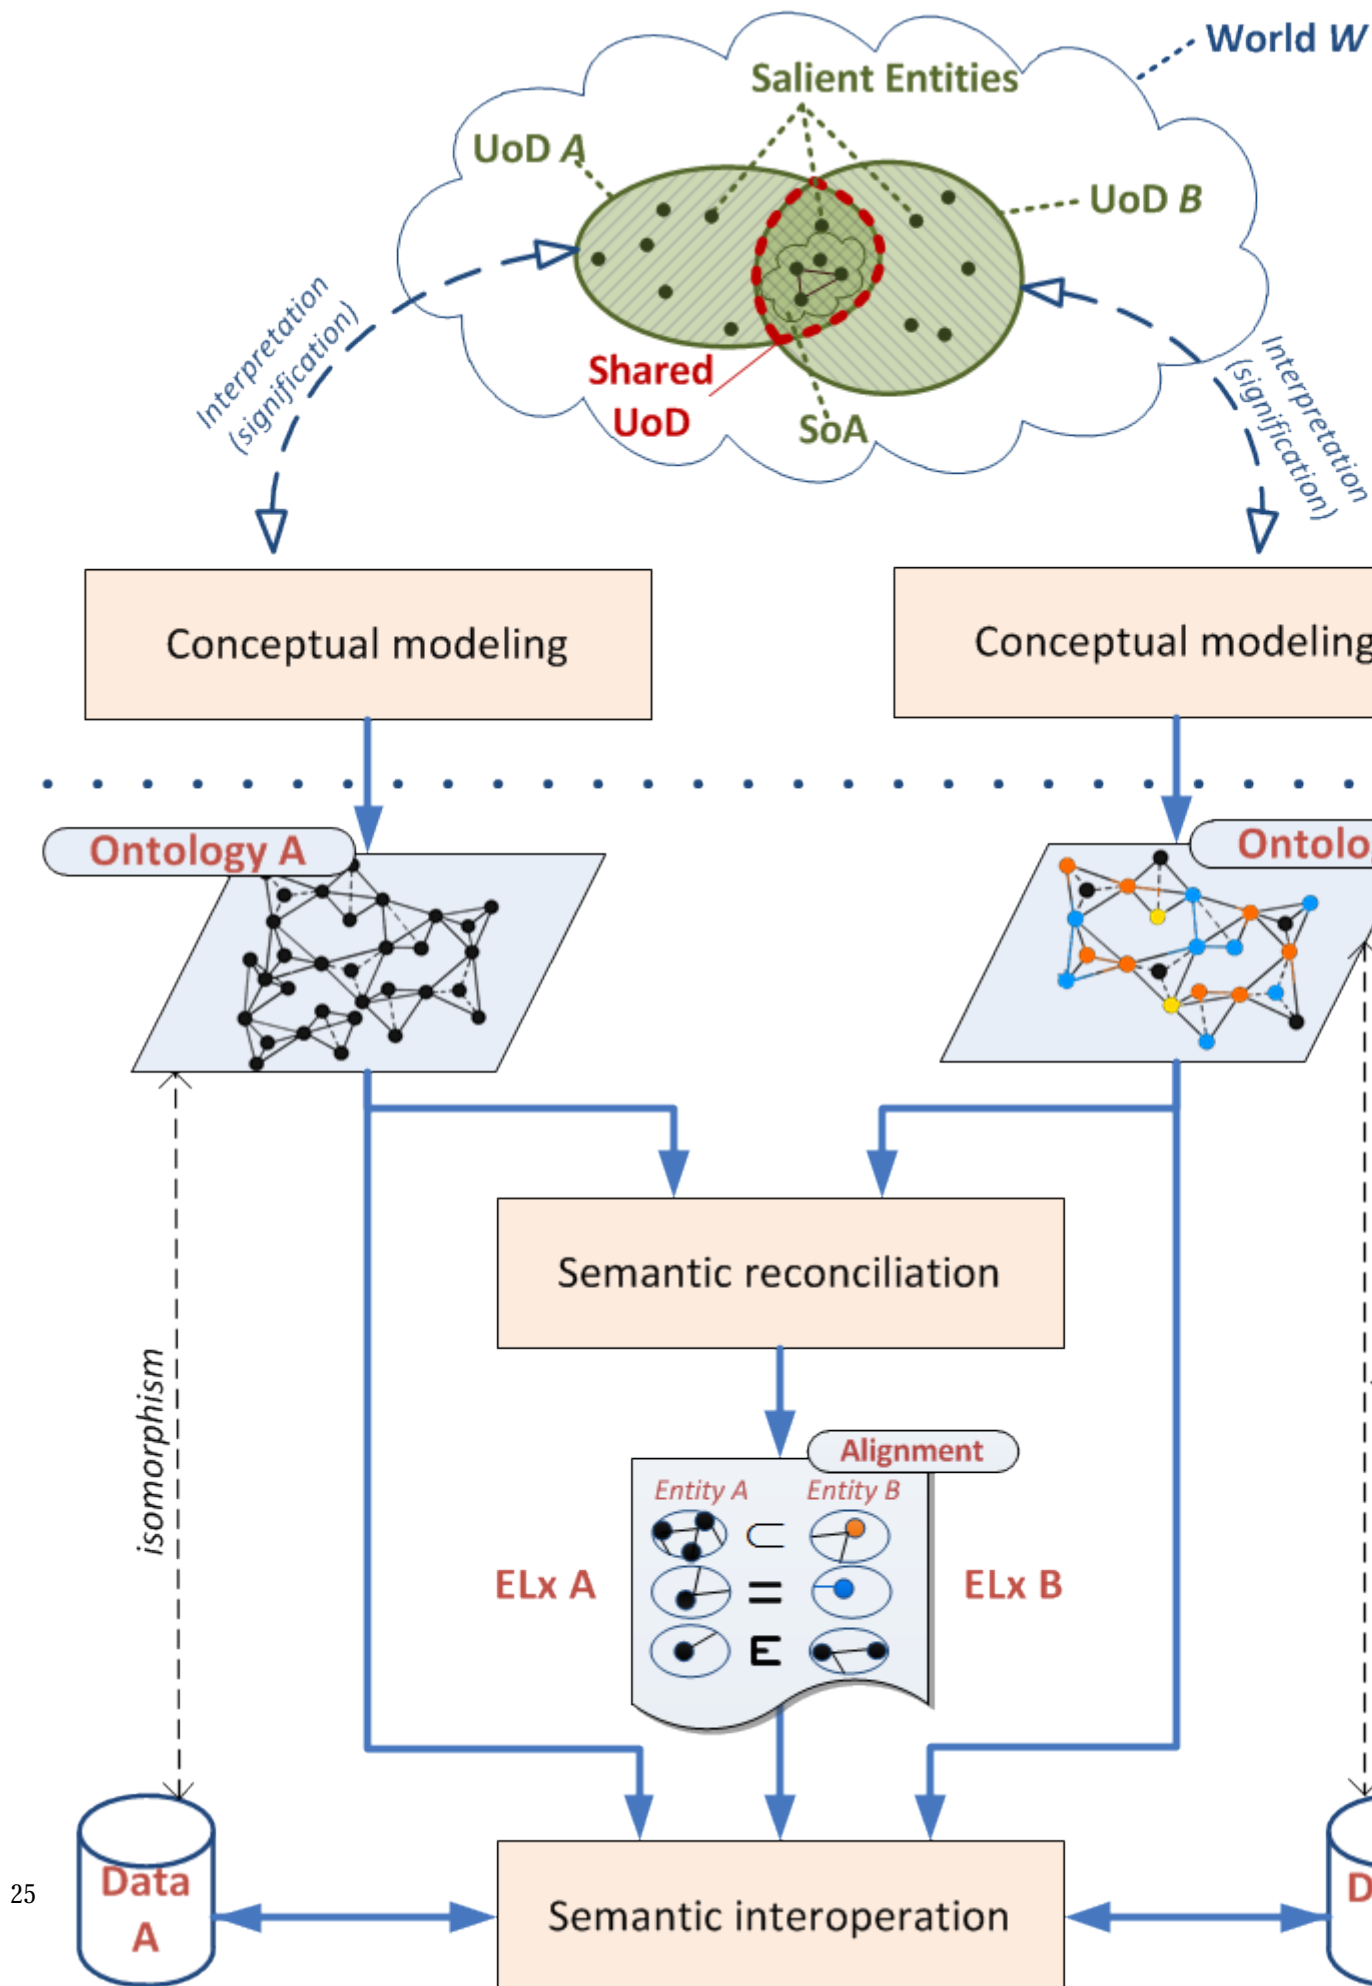 World W
Salient Entities
UoD A
UoD B
Interpretation
(signification)
Shared
UoD
SoA
Interpretation
(signification)
Conceptual modeling
Conceptual modeling
Ontology A
Ontolo
Semantic reconciliation
isomorphism
Alignment
Entity A
Entity B
⊂
ELx A
=
ELx B
E
Data
A
D
25
Semantic interoperation